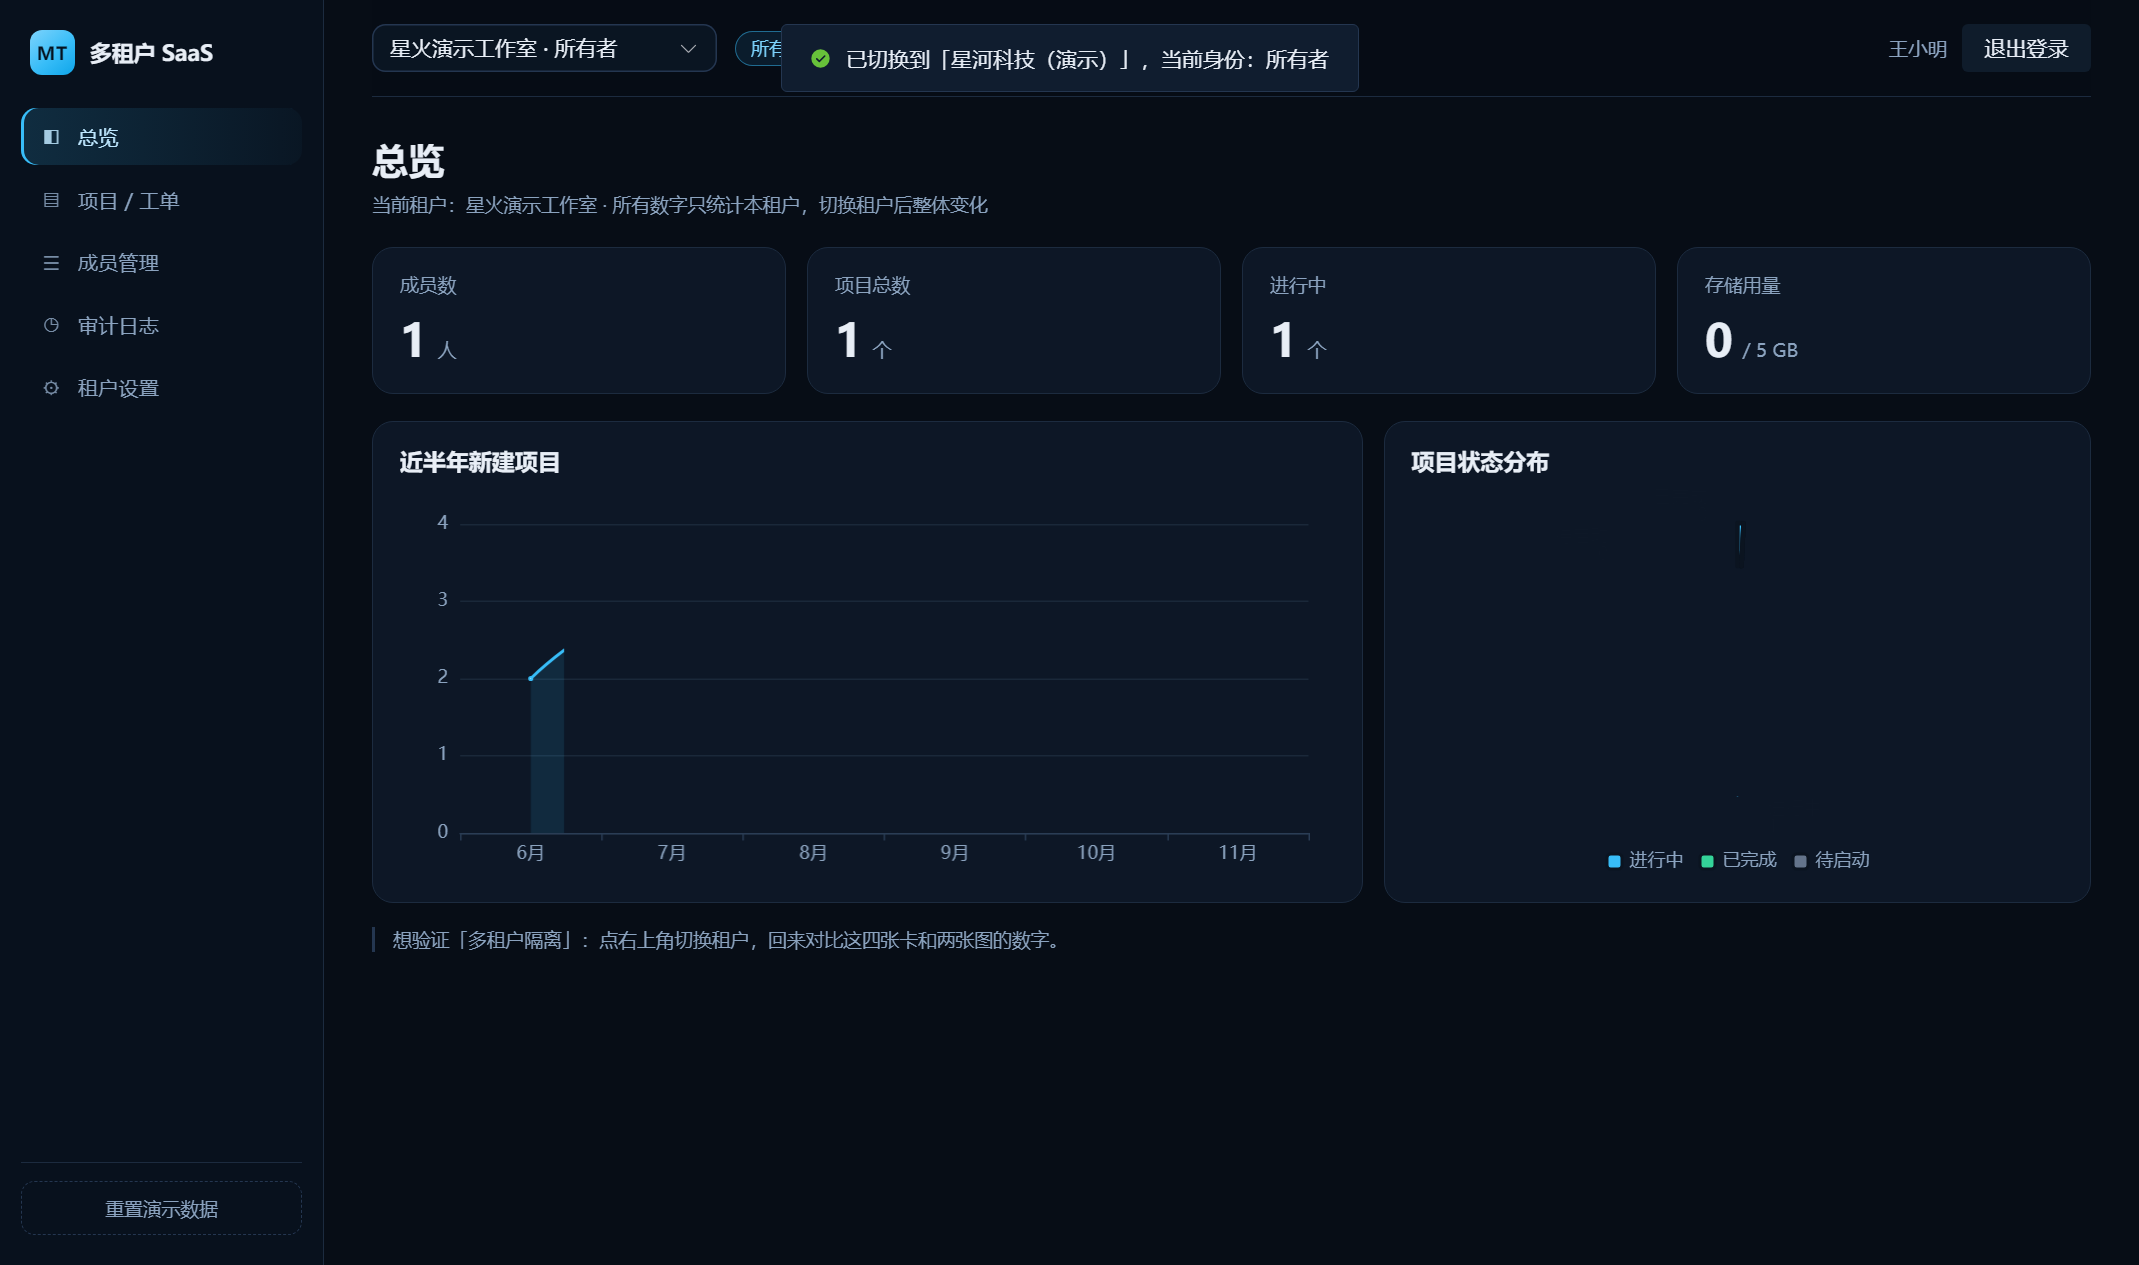 MT 多租户 SaaS
总览
项目 / 工单
成员管理
审计日志
租户设置
重置演示数据
星火演示工作室 · 所有者
所有
已切换到「星河科技（演示）」，当前身份：所有者
王小明
退出登录
总览
当前租户：星火演示工作室 · 所有数字只统计本租户，切换租户后整体变化
成员数
1 人
项目总数
1 个
进行中
1 个
存储用量
0 / 5 GB
近半年新建项目
4
3
2
1
0
6月 7月 8月 9月 10月 11月
项目状态分布
进行中 已完成 待启动
想验证「多租户隔离」：点右上角切换租户，回来对比这四张卡和两张图的数字。